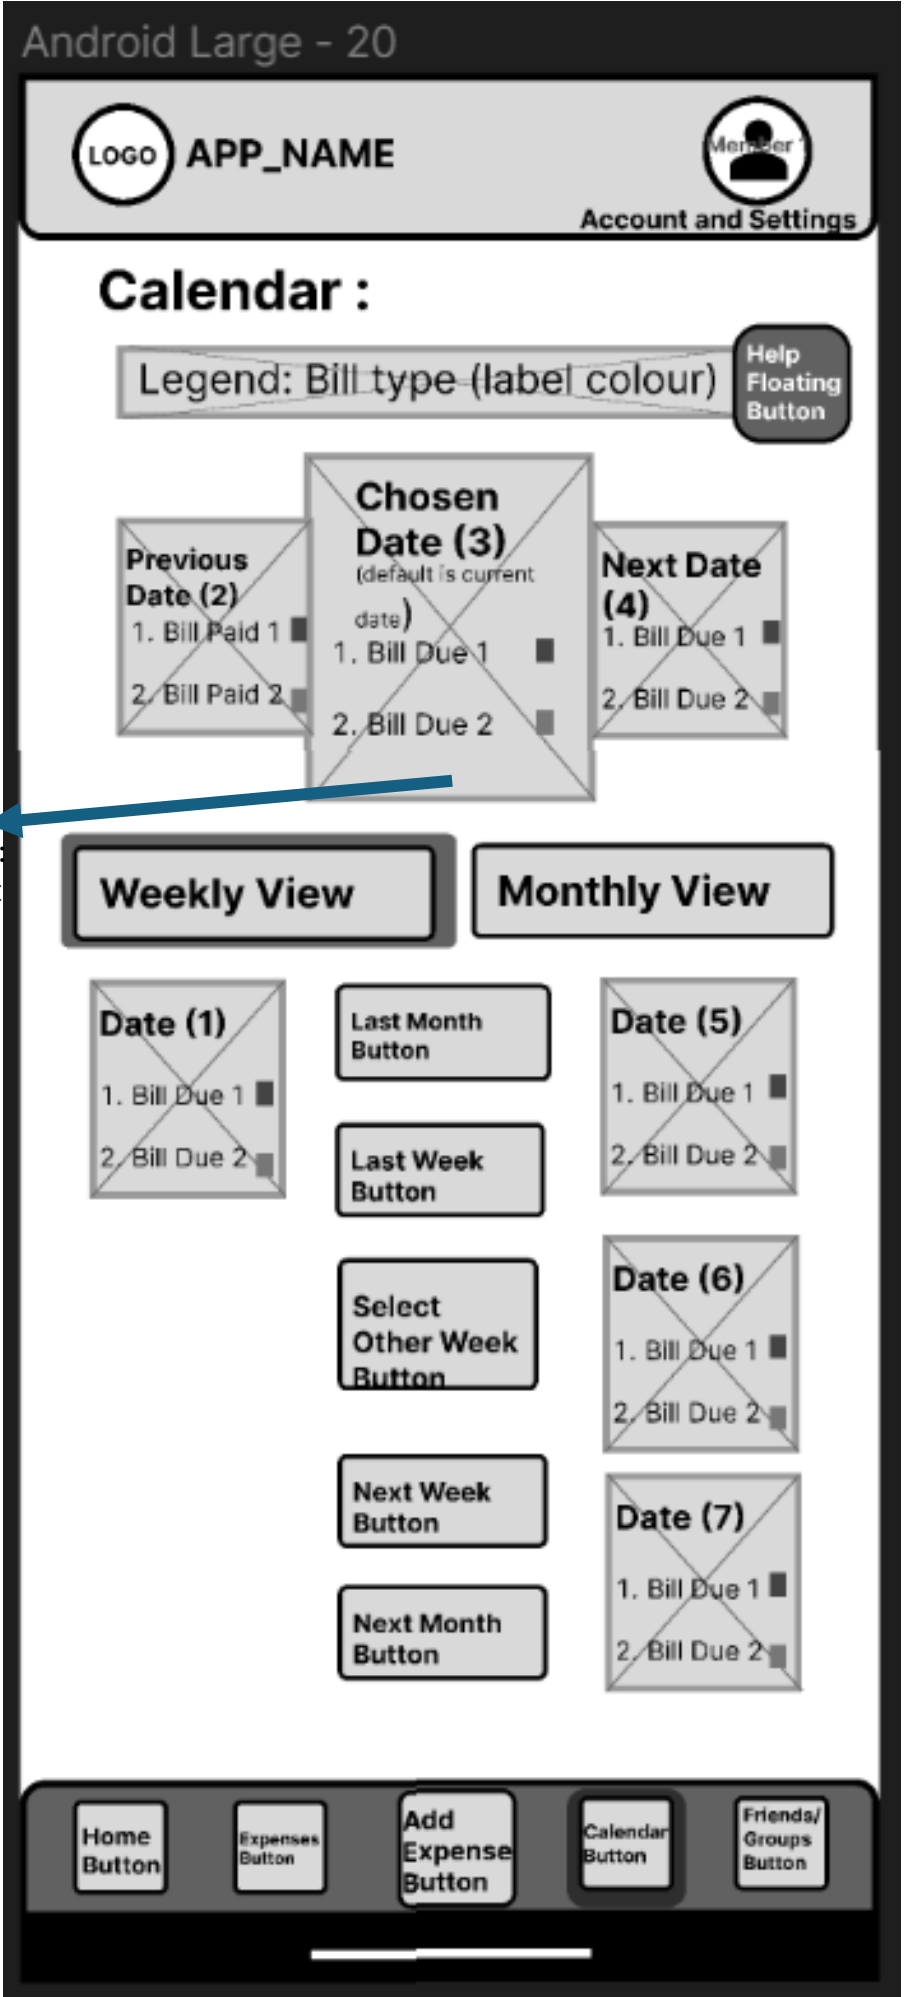 Android Large - 20
LOGO
APP_NAME
Member
Account and Settings
Calendar :
Legend: Bill type (label colour)
Help
Floating
Button
Previous
Date (2)
1. Bill Paid 1
2. Bill Paid 2
Chosen
Date (3)
(default is current
date)
1. Bill Due 1
2. Bill Due 2
Next Date
(4)
1. Bill Due 1
2. Bill Due 2
Weekly View
Monthly View
Date (1)
1. Bill Due 1
2. Bill Due 2
Last Month
Button
Last Week
Button
Select
Other Week
Button
Next Week
Button
Next Month
Button
Date (5)
1. Bill Due 1
2. Bill Due 2
Date (6)
1. Bill Due 1
2. Bill Due 2
Date (7)
1. Bill Due 1
2. Bill Due 2
Home
Button
Expenses
Button
Add
Expense
Button
Calendar
Button
Friends/
Groups
Button